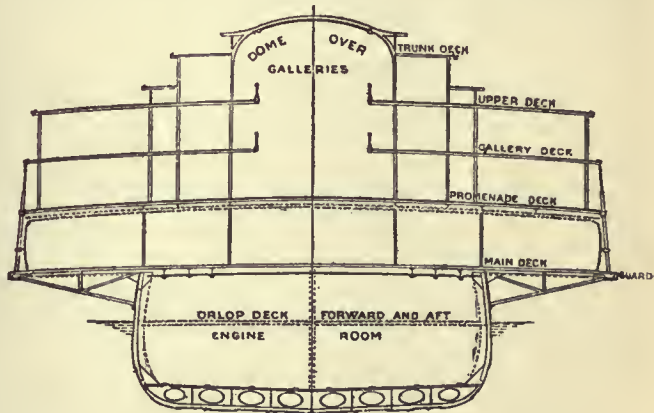 DOME OVER
GALLERIES
TRUNK DECK
UPPER DECK
GALLERY DECK
PROMENADE DECK
MAIN DECK
GUARD
ORLOP DECK FORWARD AND AFT
ENGINE ROOM